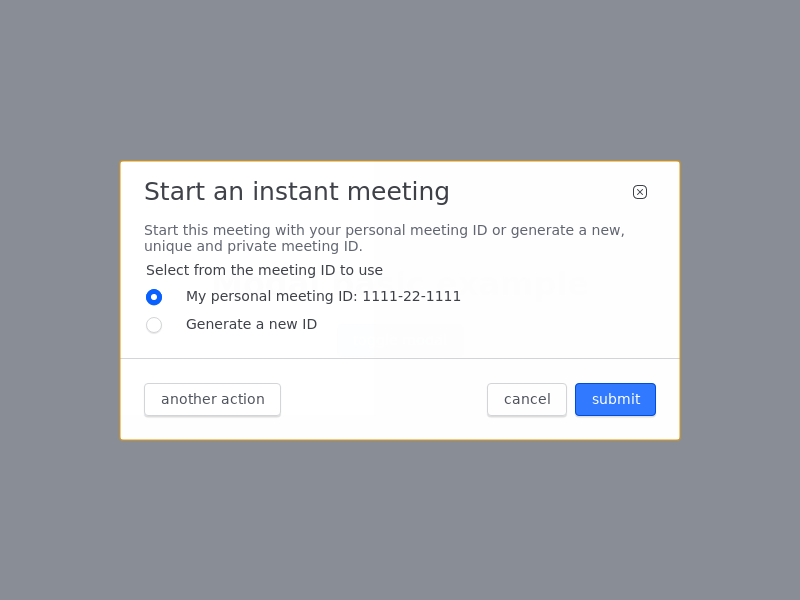 Start an instant meeting
Start this meeting with your personal meeting ID or generate a new,
unique and private meeting ID.
Select from the meeting ID to use
My personal meeting ID: 1111-22-1111
Generate a new ID
another action
cancel
submit